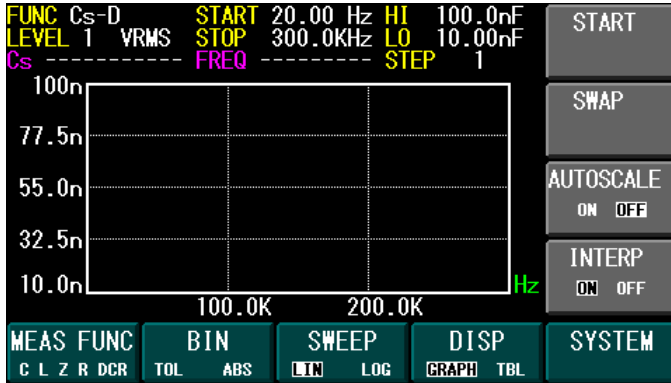 FUNC Cs-D START 20.00 Hz HI 100.0nF
LEVEL 1 VRMS STOP 300.0KHz LO 10.00nF
Cs ----------- FREQ --------- STEP 1
100n
77.5n
55.0n
32.5n
10.0n
100.0K 200.0K Hz
START
SWAP
AUTOSCALE
ON OFF
INTERP
ON OFF
MEAS FUNC BIN SWEEP DISP SYSTEM
C L Z R DCR TOL ABS LIN LOG GRAPH TBL